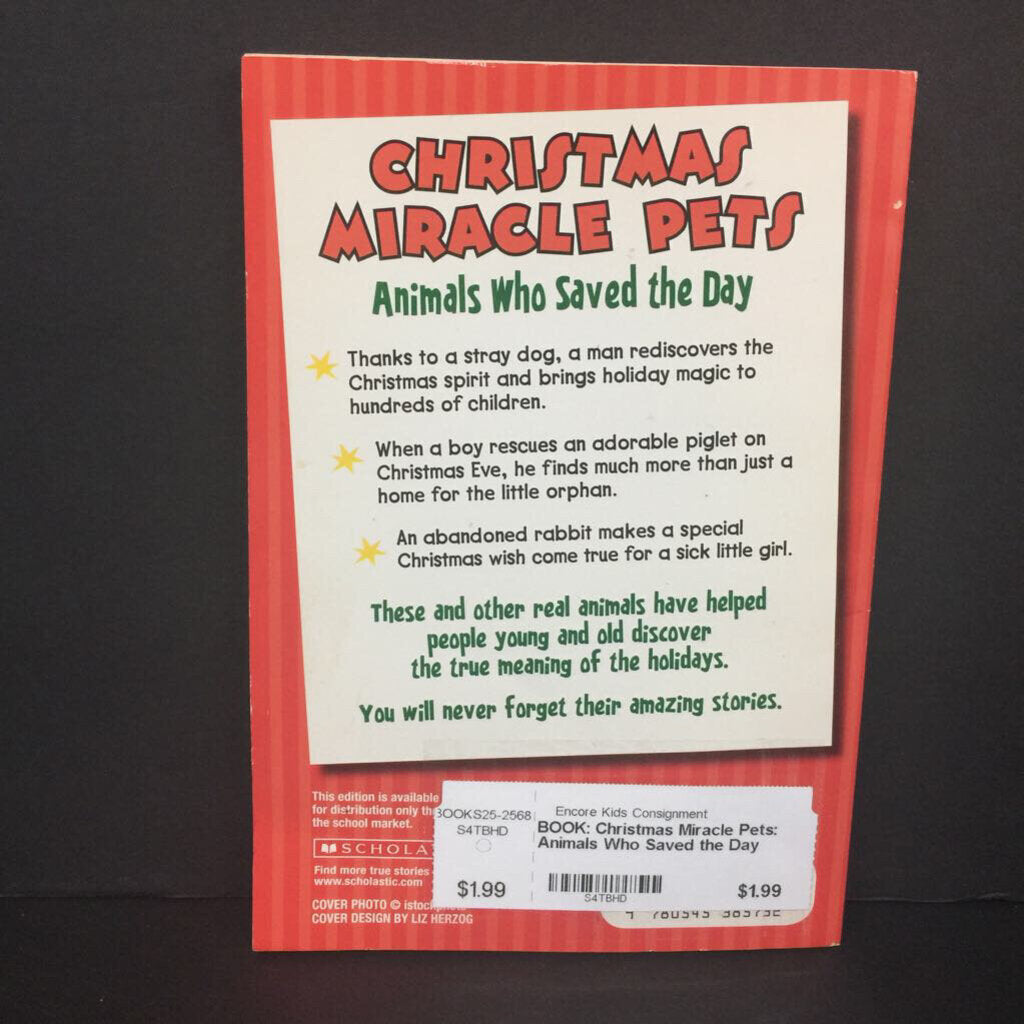 CHRISTMAS
MIRACLE PETS
Animals Who Saved the Day
Thanks to a stray dog, a man rediscovers the
Christmas spirit and brings holiday magic to
hundreds of children.
When a boy rescues an adorable piglet on
Christmas Eve, he finds much more than just a
home for the little orphan.
An abandoned rabbit makes a special
Christmas wish come true for a sick little girl.
These and other real animals have helped
people young and old discover
the true meaning of the holidays.
You will never forget their amazing stories.
This edition is available
for distribution only
the school market.
SCHOLA
Find more true stories
www.scholastic.com
COVER PHOTO ©
COVER DESIGN BY LIZ HERZOG
BOOKS25-2568
S4TBHD
$1.99
Encore Kids Consignment
BOOK: Christmas Miracle Pets:
Animals Who Saved the Day
S4TBHD
$1.99